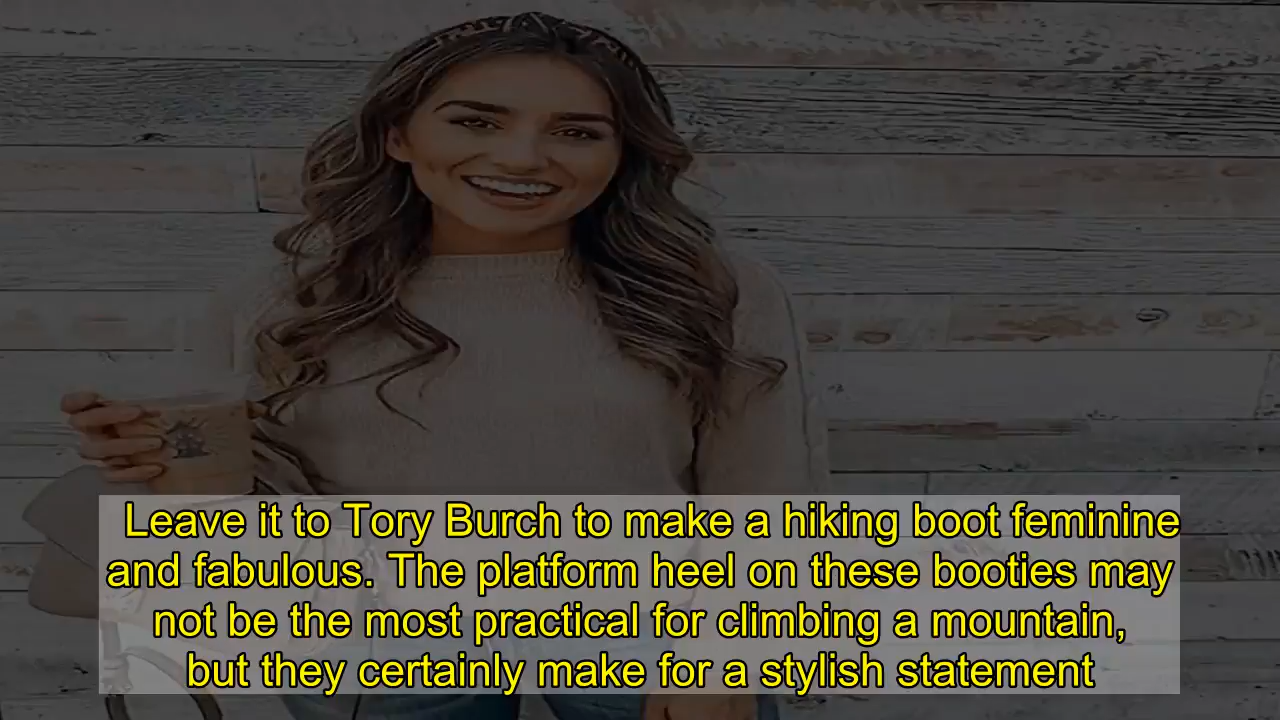 Leave it to Tory Burch to make a hiking boot feminine
and fabulous. The platform heel on these booties may
not be the most practical for climbing a mountain,
but they certainly make for a stylish statement